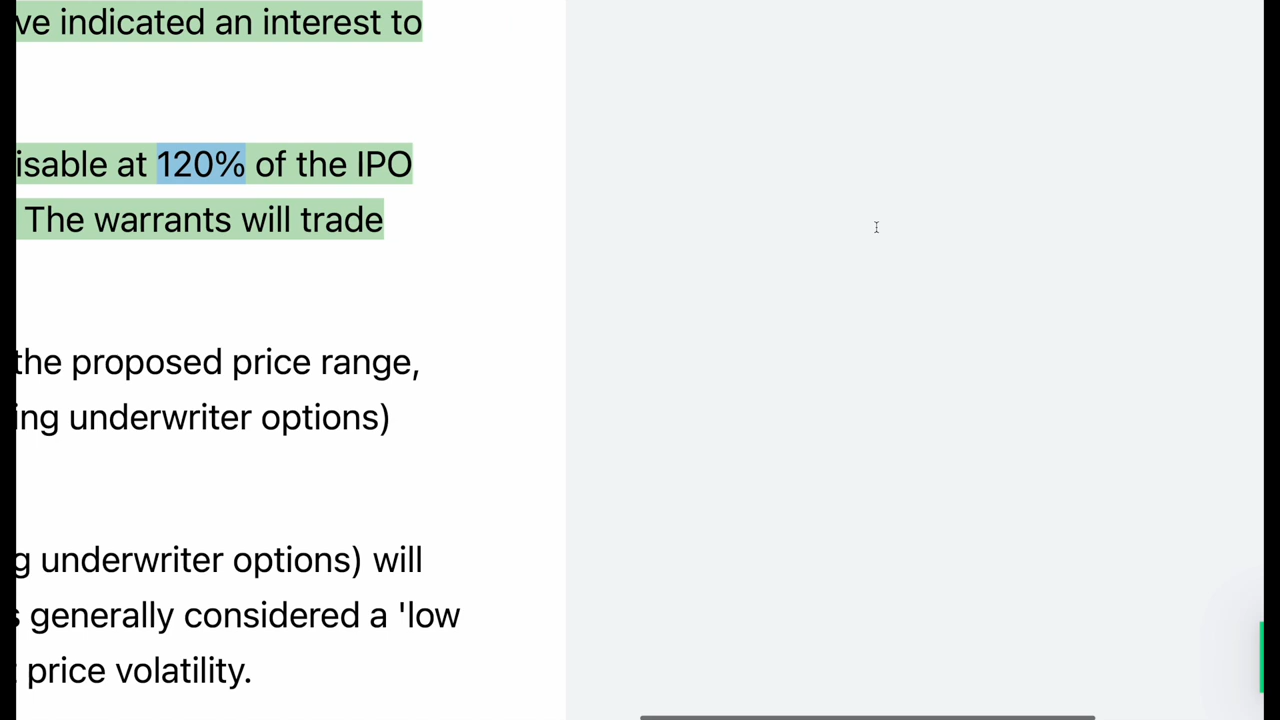 ve indicated an interest to
isable at 120% of the IPO
The warrants will trade
the proposed price range,
ing underwriter options)
g underwriter options) will
s generally considered a 'low
t price volatility.